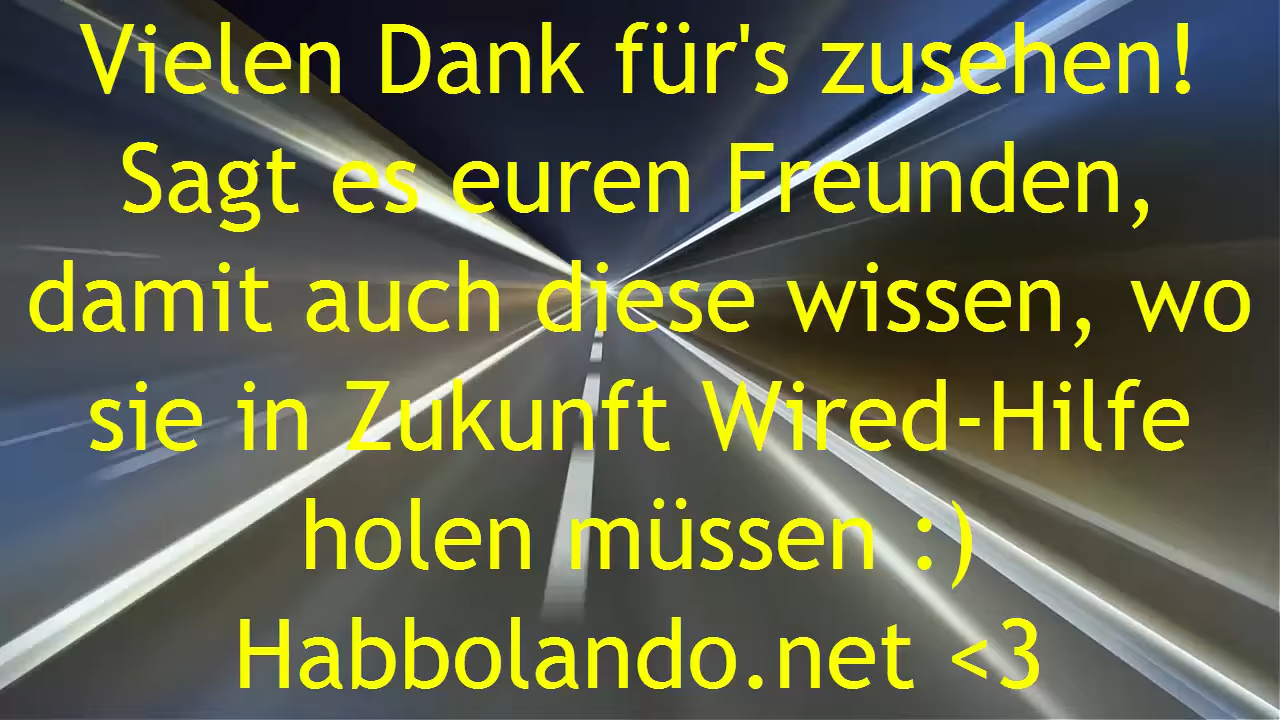 Vielen Dank für's zusehen!
Sagt es euren Freunden,
damit auch diese wissen, wo
sie in Zukunft Wired-Hilfe
holen müssen :)
Habbolando.net <3